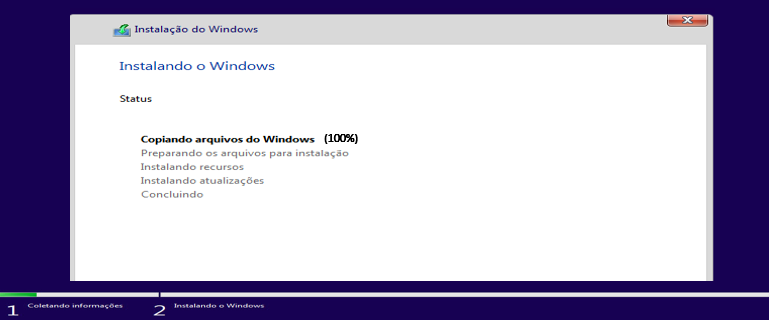 Instalação do Windows
Instalando o Windows
Status
Copiando arquivos do Windows (100%)
Preparando os arquivos para instalação
Instalando recursos
Instalando atualizações
Concluindo
1 Coletando informações 2 Instalando o Windows